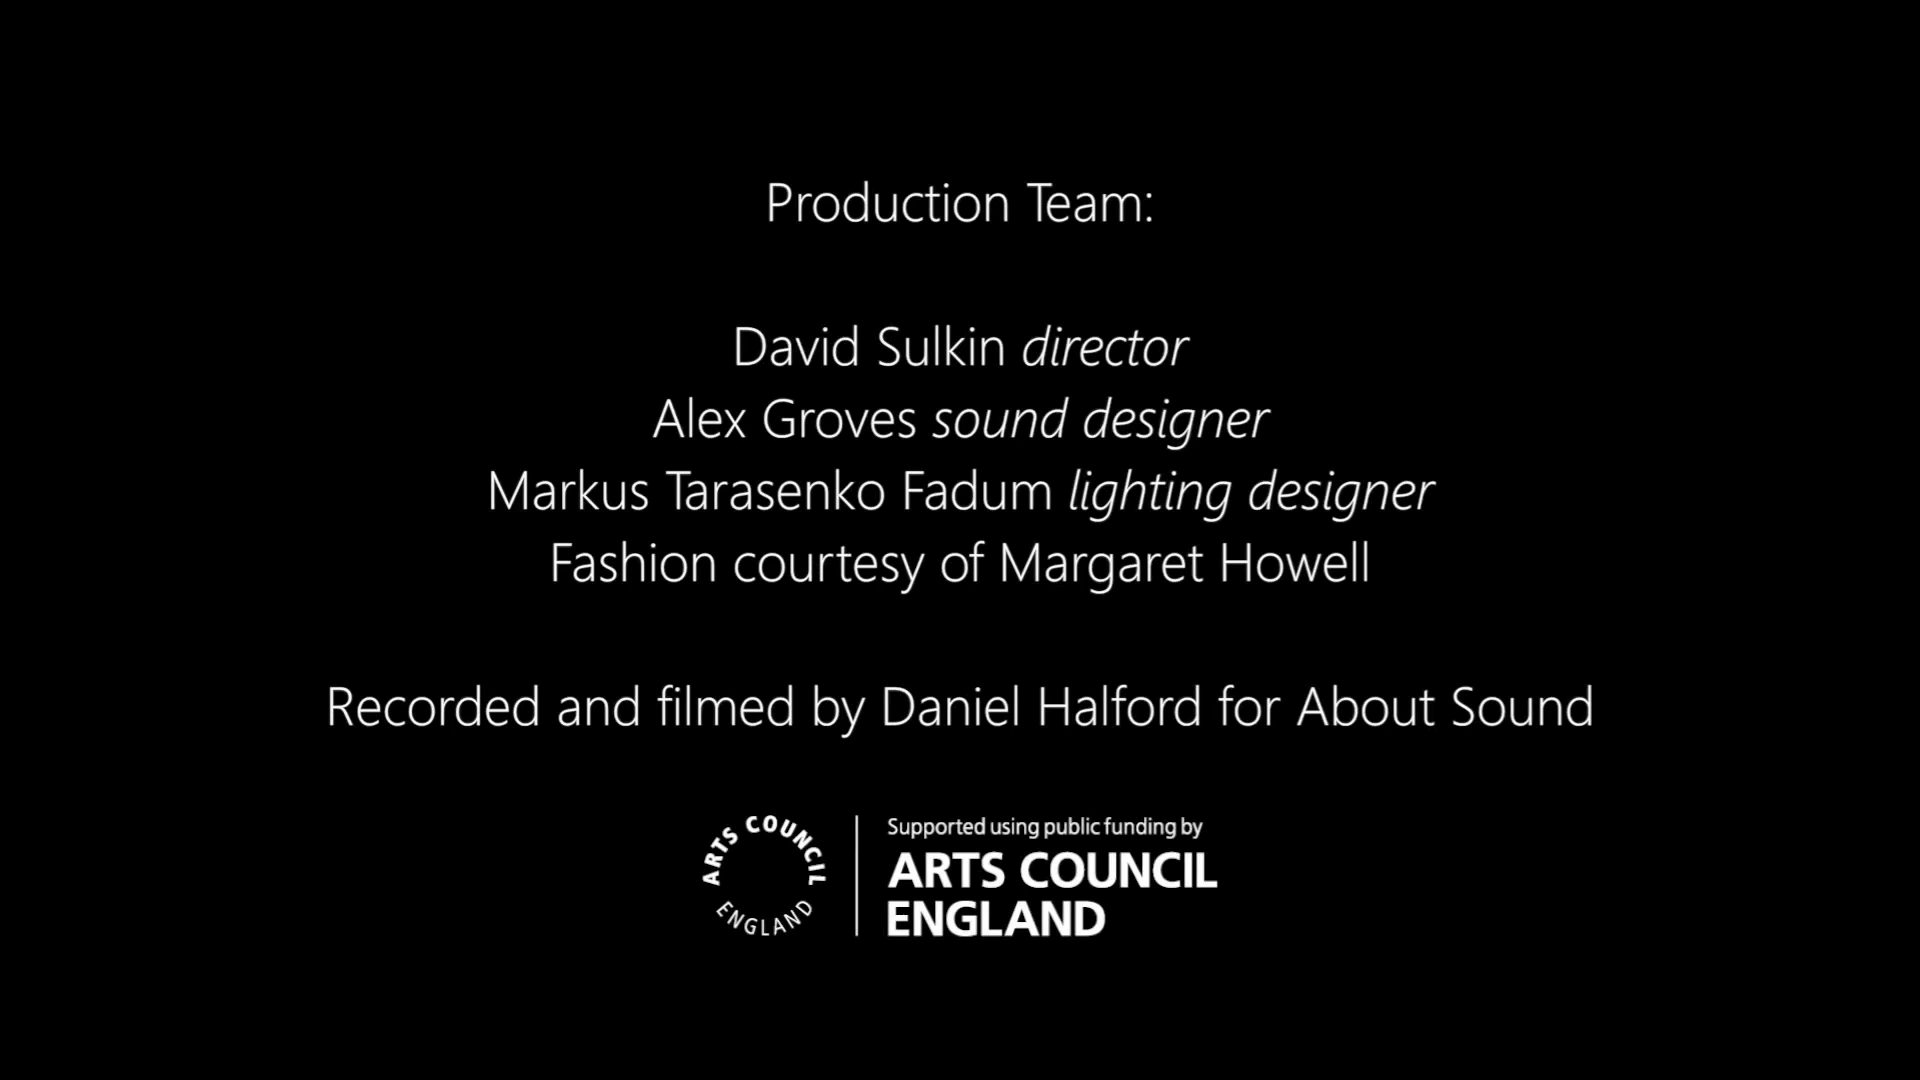 Production Team:
David Sulkin director
Alex Groves sound designer
Markus Tarasenko Fadum lighting designer
Fashion courtesy of Margaret Howell
Recorded and filmed by Daniel Halford for About Sound
ARTS COUNCIL
ENGLAND
Supported using public funding by
ARTS COUNCIL
ENGLAND